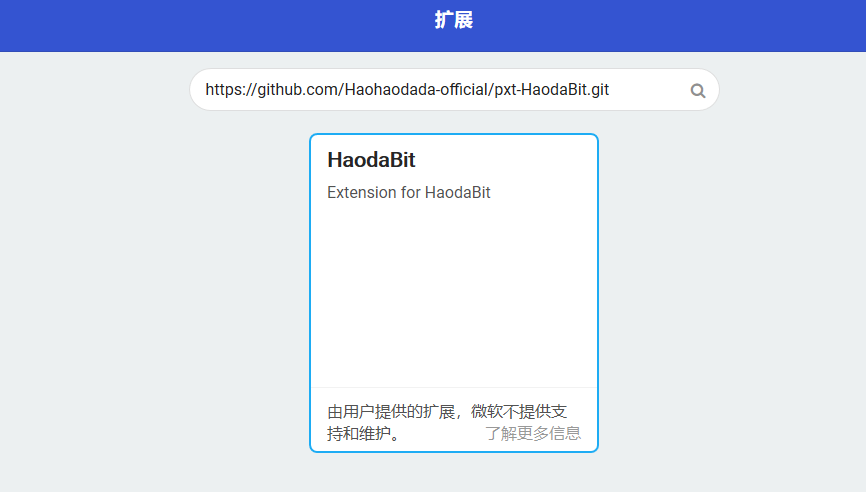 扩展
https://github.com/Haohaodada-official/pxt-HaodaBit.git
HaodaBit
Extension for HaodaBit
由用户提供的扩展，微软不提供支
持和维护。 了解更多信息